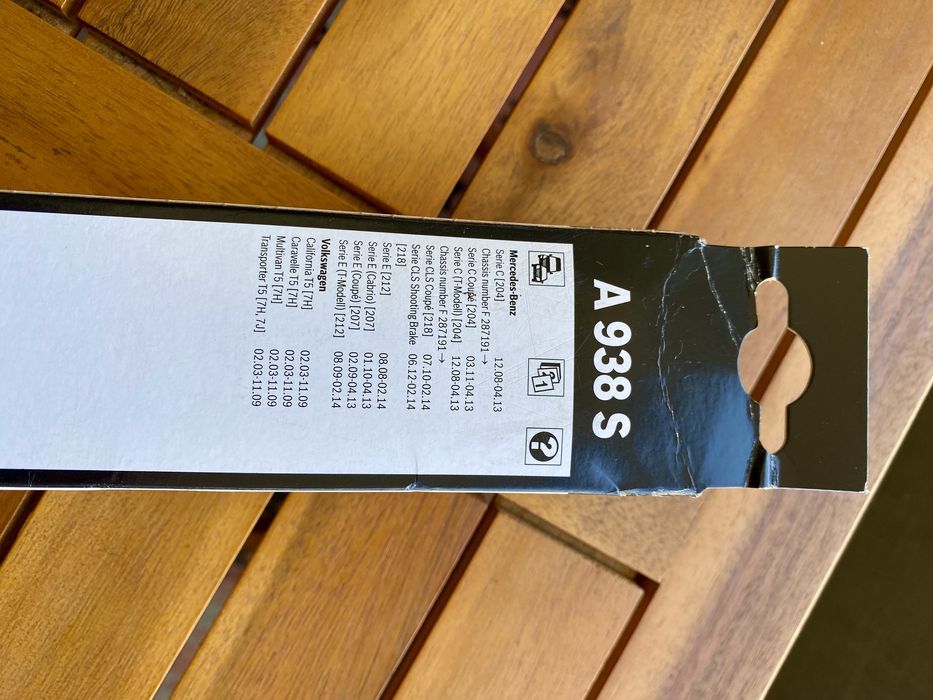 A 938 S
Mercedes-Benz
Serie C [204] 12.08-04.13
Chassis number F 287191 →
Serie C Coupé [204] 03.11-04.13
Serie C (T-Modell) [204] 12.08-04.13
Chassis number F 287191 →
Serie CLS Coupé [218] 07.10-02.14
Serie CLS Shooting Brake 06.12-02.14
[218]
Serie E [212] 08.08-02.14
Serie E (Cabrio) [207] 01.10-04.13
Serie E (Coupé) [207] 02.09-04.13
Serie E (T-Modell) [212] 08.09-02.14
Volkswagen
California T5 [7H] 02.03-11.09
Caravelle T5 [7H] 02.03-11.09
Multivan T5 [7H] 02.03-11.09
Transporter T5 [7H, 7J] 02.03-11.09